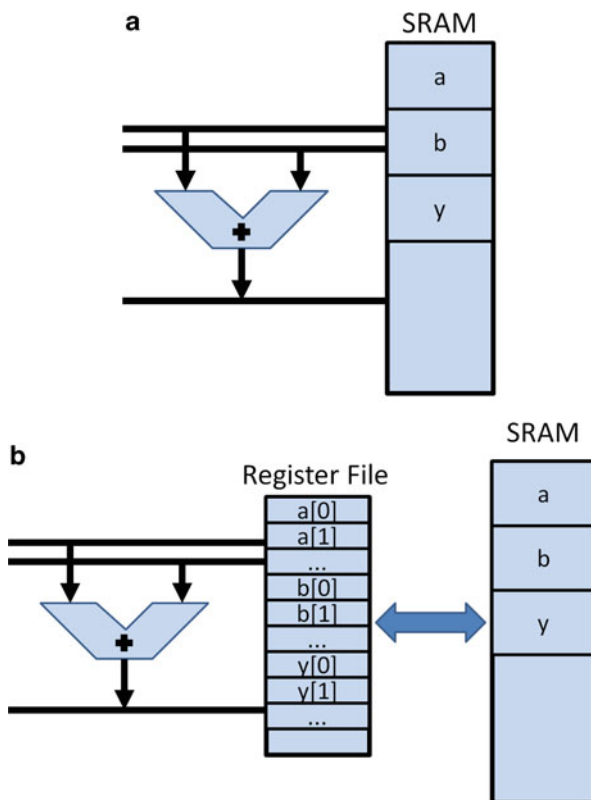 a
SRAM
a
b
y
+
b
Register File
SRAM
a[0]
a[1]
...
b[0]
b[1]
...
y[0]
y[1]
...
+
a
b
y